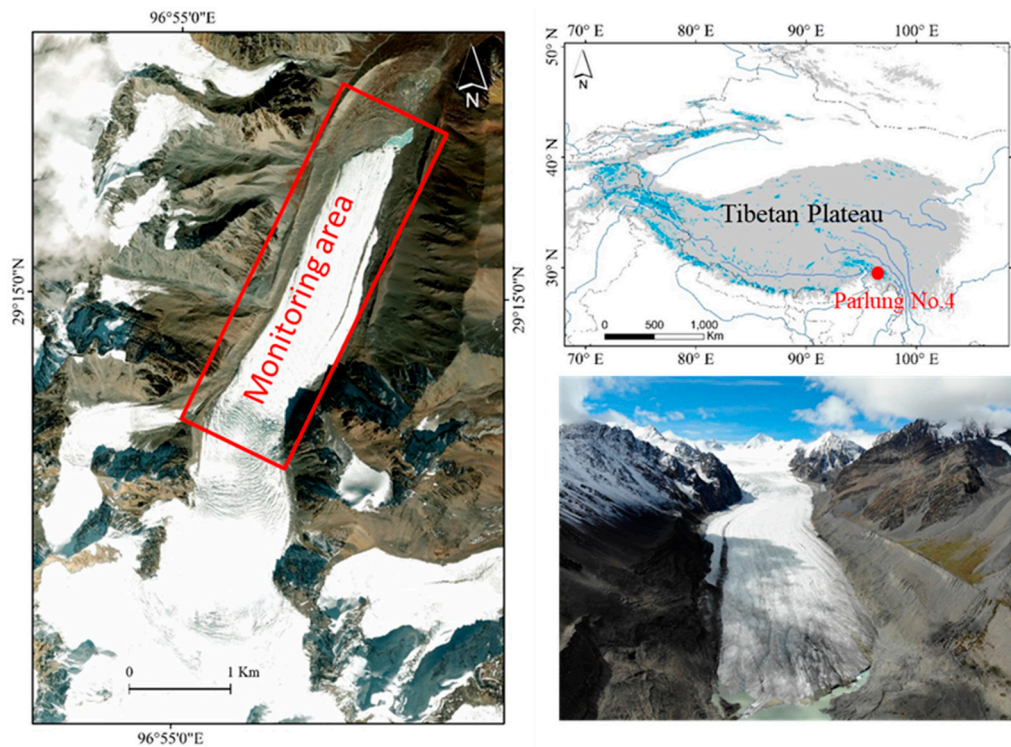 96°55'0"E
N
29°15'0"N
29°15'0"N
Monitoring area
0 1 Km
96°55'0"E
70° E 80° E 90° E 100° E
N
50° N
40° N
30° N
Tibetan Plateau
Parlung No.4
0 500 1,000
Km
70° E 80° E 90° E 100° E